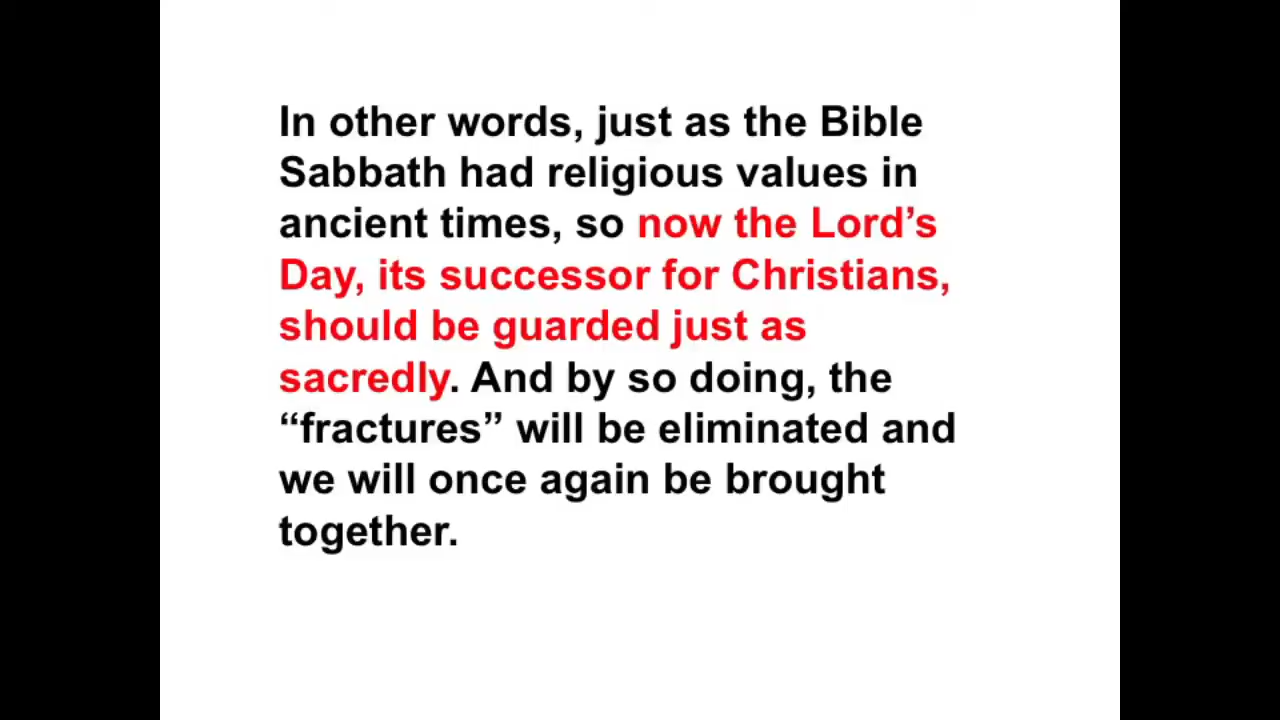 In other words, just as the Bible
Sabbath had religious values in
ancient times, so now the Lord’s
Day, its successor for Christians,
should be guarded just as
sacredly. And by so doing, the
“fractures” will be eliminated and
we will once again be brought
together.